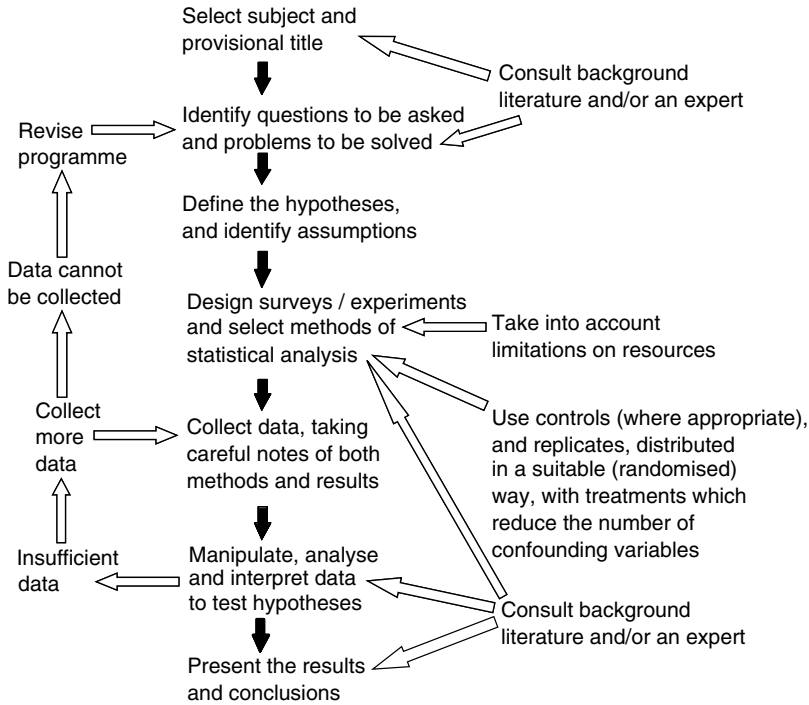 Select subject and
provisional title
Consult background
literature and/or an expert
Identify questions to be asked
and problems to be solved
Revise
programme
Define the hypotheses,
and identify assumptions
Data cannot
be collected
Design surveys / experiments
and select methods of
statistical analysis
Take into account
limitations on resources
Collect
more
data
Collect data, taking
careful notes of both
methods and results
Use controls (where appropriate),
and replicates, distributed
in a suitable (randomised)
way, with treatments which
reduce the number of
confounding variables
Insufficient
data
Manipulate, analyse
and interpret data
to test hypotheses
Consult background
literature and/or an expert
Present the results
and conclusions